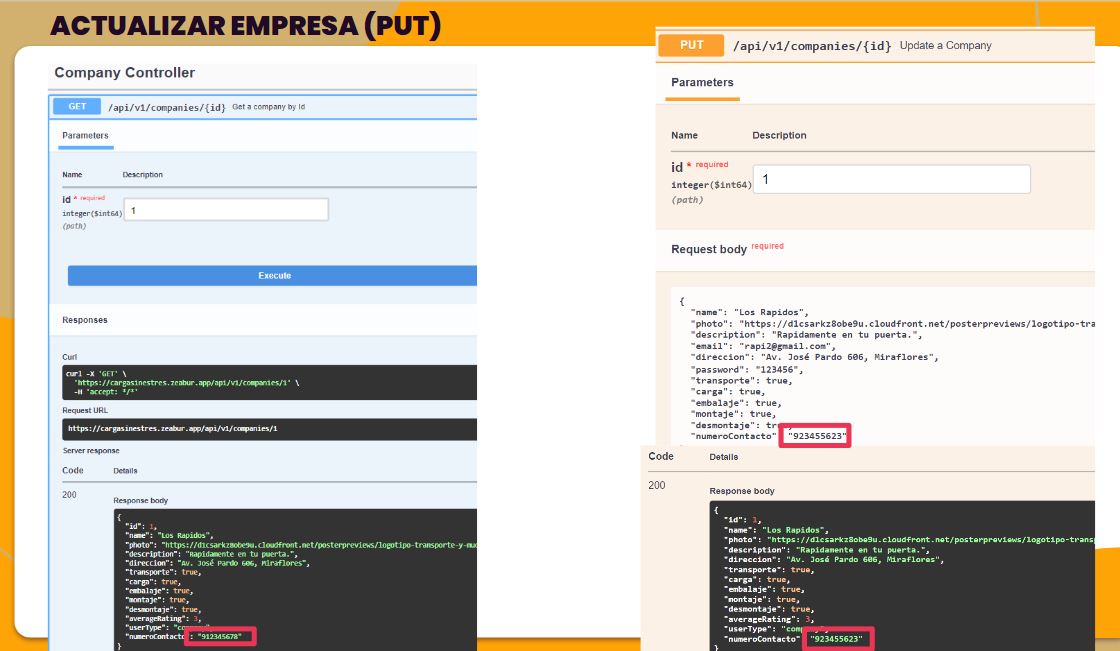 ACTUALIZAR EMPRESA (PUT)
Company Controller
GET /api/v1/companies/{id} Get a company by id
Parameters
Name Description
id * required
integer($int64) 1
(path)
Execute
Responses
Curl
curl -X 'GET' \
'https://cargasinestres.zeabur.app/api/v1/companies/1' \
-H 'accept: */*'
Request URL
https://cargasinestres.zeabur.app/api/v1/companies/1
Server response
Code Details
200
Response body
{
"id": 1,
"name": "Los Rapidos",
"photo": "https://d1csarkz8obe9u.cloudfront.net/posterpreviews/logotipo-transporte-y-mud
"description": "Rapidamente en tu puerta.",
"direccion": "Av. José Pardo 606, Miraflores",
"transporte": true,
"carga": true,
"embalaje": true,
"montaje": true,
"desmontaje": true,
"averageRating": 3,
"userType": "comp
"numeroContacto": "912345678"
}
PUT /api/v1/companies/{id} Update a Company
Parameters
Name Description
id * required
integer($int64) 1
(path)
Request body required
{
"name": "Los Rapidos",
"photo": "https://d1csarkz8obe9u.cloudfront.net/posterpreviews/logotipo-tra
"description": "Rapidamente en tu puerta.",
"email": "rapi2@gmail.com",
"direccion": "Av. José Pardo 606, Miraflores",
"password": "123456",
"transporte": true,
"carga": true,
"embalaje": true,
"montaje": true,
"desmontaje": true,
"numeroContacto" "923455623"
Code Details
200
Response body
{
"id": 1,
"name": "Los Rapidos",
"photo": "https://d1csarkz8obe9u.cloudfront.net/posterpreviews/logotipo-transp
"description": "Rapidamente en tu puerta.",
"direccion": "Av. José Pardo 606, Miraflores",
"transporte": true,
"carga": true,
"embalaje": true,
"montaje": true,
"desmontaje": true,
"averageRating": 3,
"userType": "comp
"numeroContacto" "923455623"
}